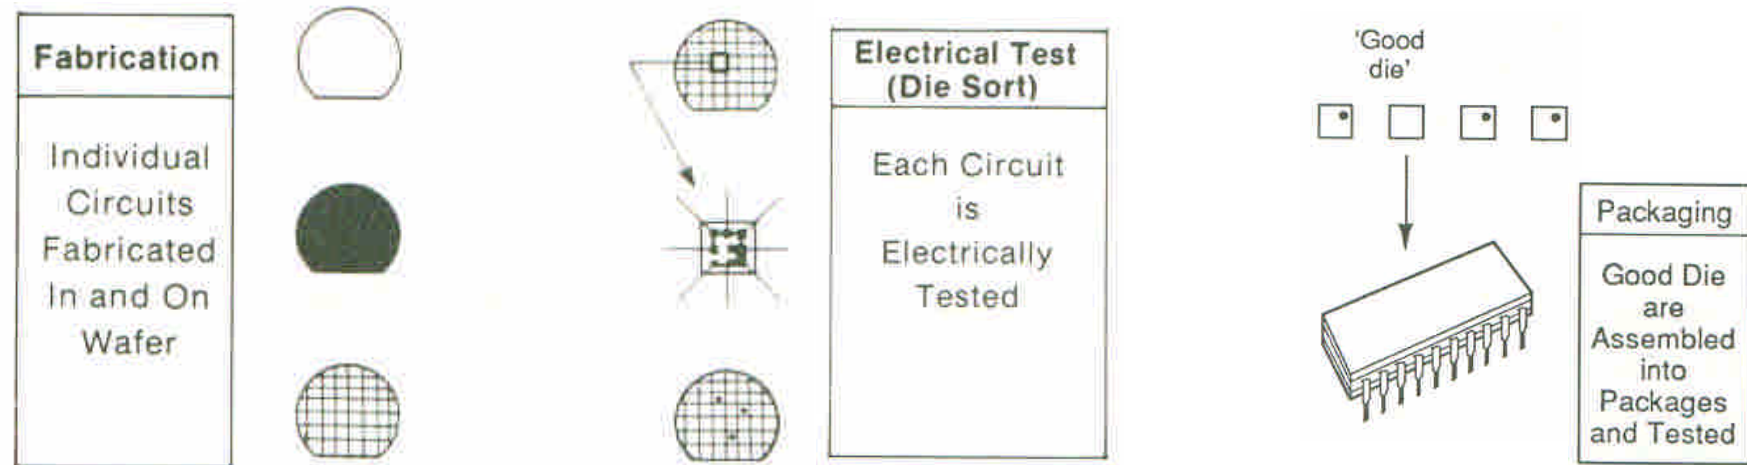 Fabrication
Individual
Circuits
Fabricated
In and On
Wafer
Electrical Test
(Die Sort)
Each Circuit
is
Electrically
Tested
'Good
die'
Packaging
Good Die
are
Assembled
into
Packages
and Tested